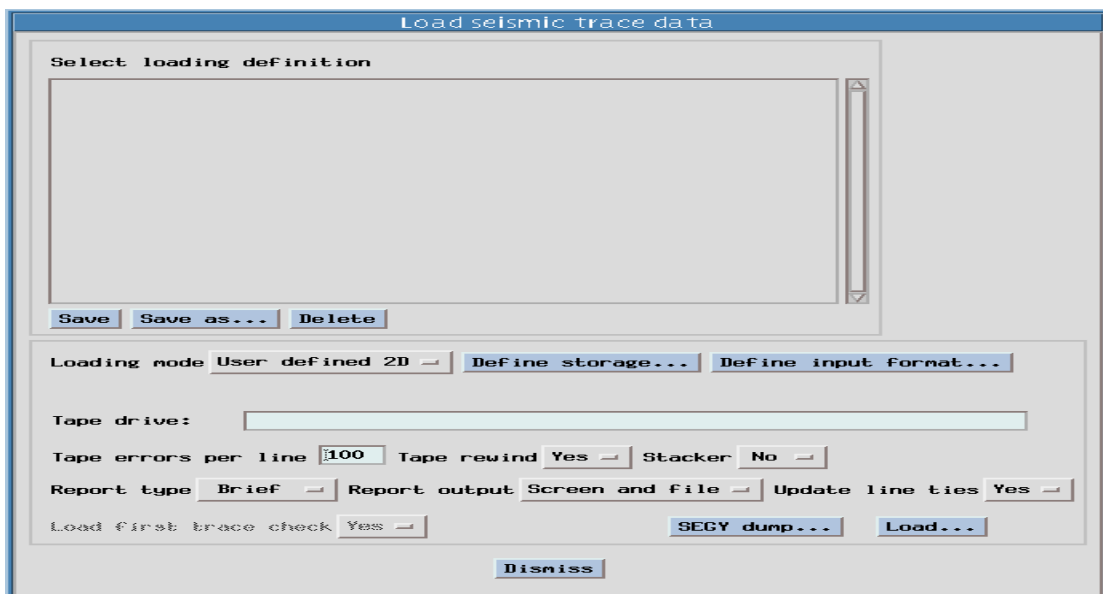 Load seismic trace data
Select loading definition
Save Save as... Delete
Loading mode User defined 2D Define storage... Define input format...
Tape drive:
Tape errors per line 100 Tape rewind Yes Stacker No
Report type Brief Report output Screen and file Update line ties Yes
Load first trace check Yes SEGY dump... Load...
Dismiss